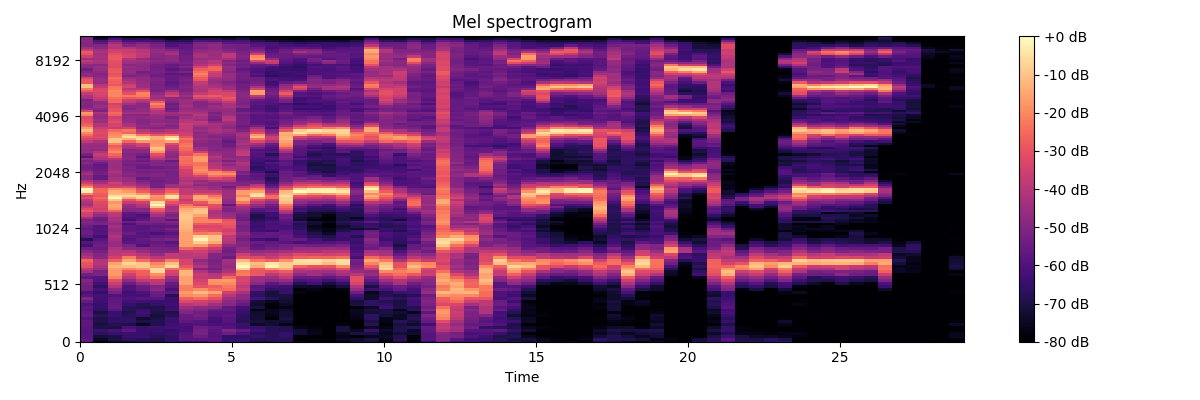 Mel spectrogram
8192
4096
2048
1024
512
0
Hz
0 5 10 15 20 25
Time
+0 dB
-10 dB
-20 dB
-30 dB
-40 dB
-50 dB
-60 dB
-70 dB
-80 dB